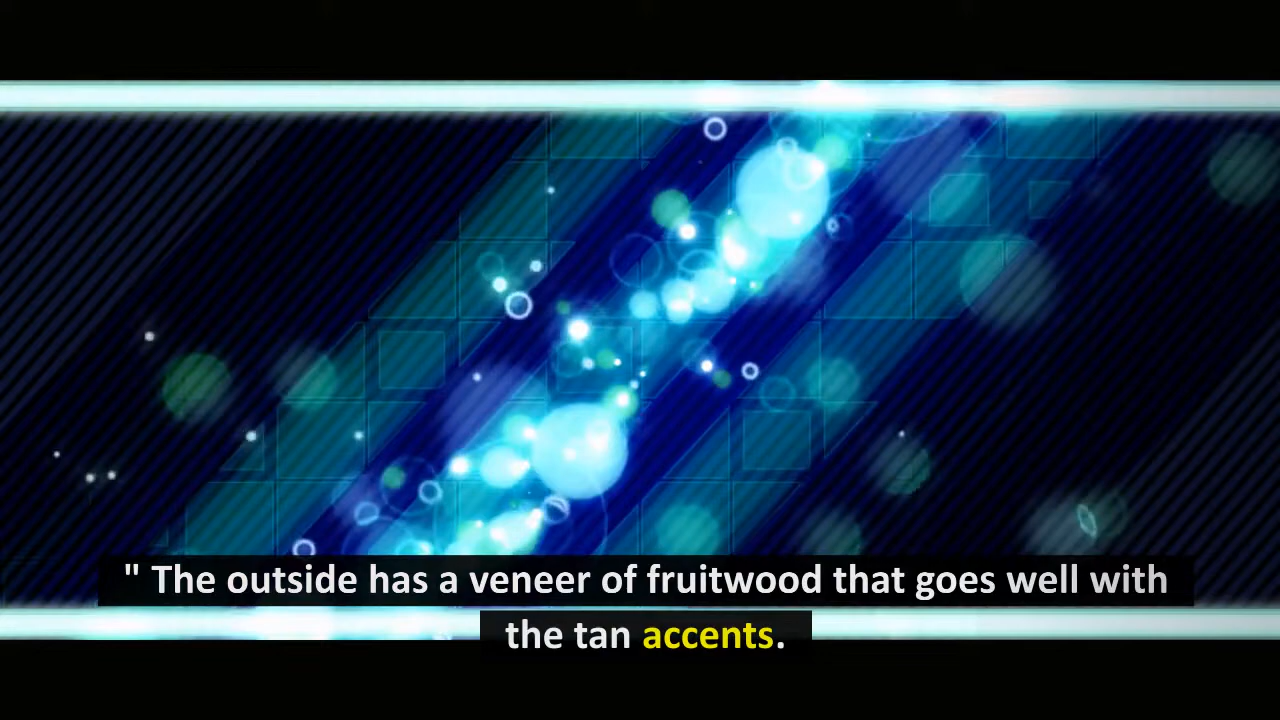 " The outside has a veneer of fruitwood that goes well with
the tan accents.